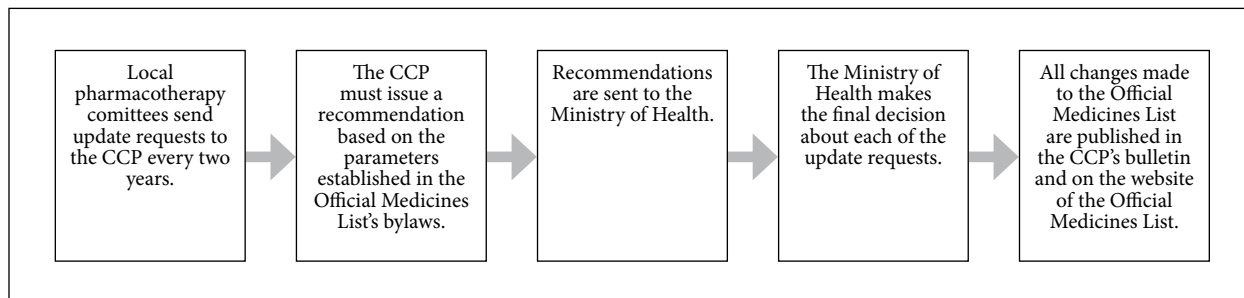 Local
pharmacotherapy
comittees send
update requests to
the CCP every two
years.
The CCP
must issue a
recommendation
based on the
parameters
established in the
Official Medicines
List's bylaws.
Recommendations
are sent to the
Ministry of Health.
The Ministry of
Health makes
the final decision
about each of the
update requests.
All changes made
to the Official
Medicines List
are published in
the CCP's bulletin
and on the website
of the Official
Medicines List.